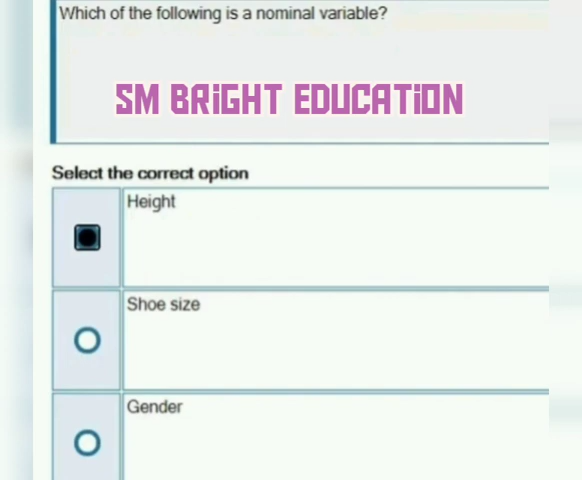 Which of the following is a nominal variable?
SM BRIGHT EDUCATION
Select the correct option
Height
Shoe size
Gender